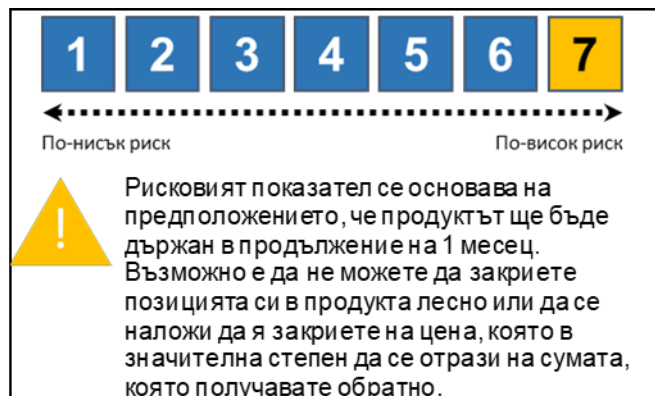 1 2 3 4 5 6 7
По-нисък риск По-висок риск
!
Рисковият показател се основава на
предположението, че продуктът ще бъде
държан в продължение на 1 месец.
Възможно е да не можете да закриете
позицията си в продукта лесно или да се
наложи да я закриете на цена, която в
значителна степен да се отрази на сумата,
която получавате обратно.